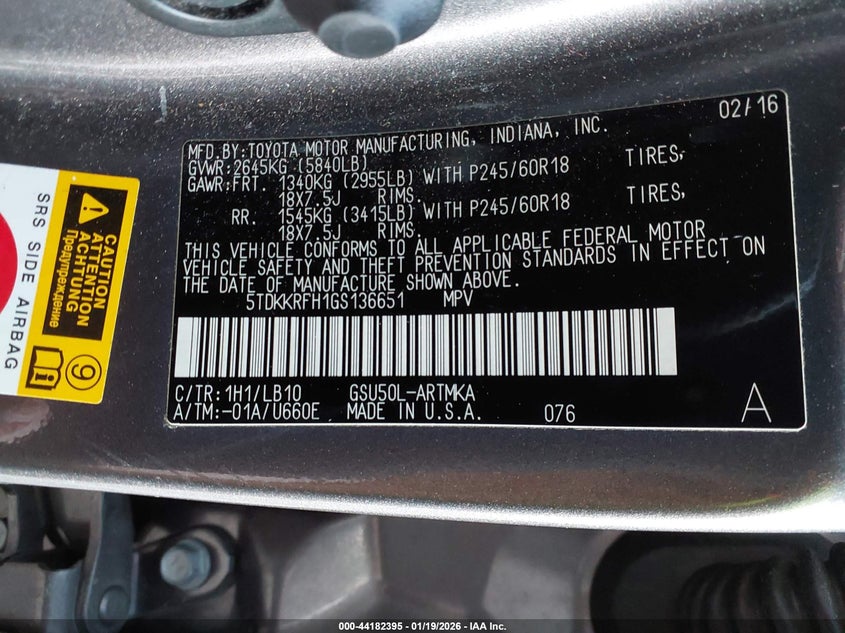 02/16
MFD.BY:TOYOTA MOTOR MANUFACTURING, INDIANA, INC.
GVWR:2645KG (5840LB)
GAWR:FRT. 1340KG (2955LB) WITH P245/60R18 TIRES,
18X7.5J RIMS.
RR. 1545KG (3415LB) WITH P245/60R18 TIRES,
18X7.5J RIMS.
THIS VEHICLE CONFORMS TO ALL APPLICABLE FEDERAL MOTOR
VEHICLE SAFETY AND THEFT PREVENTION STANDARDS IN EFFECT ON
THE DATE OF MANUFACTURE SHOWN ABOVE.
5TDKKRFH1GS136651 MPV
C/TR:1H1/LB10 GSU50L-ARTMKA
A/TM:-01A/U660E MADE IN U.S.A. 076 A
SRS SIDE AIRBAG
CAUTION
ATTENTION
ACHTUNG
Предупреждение
9
000-44182395 - 01/19/2026 - IAA Inc.